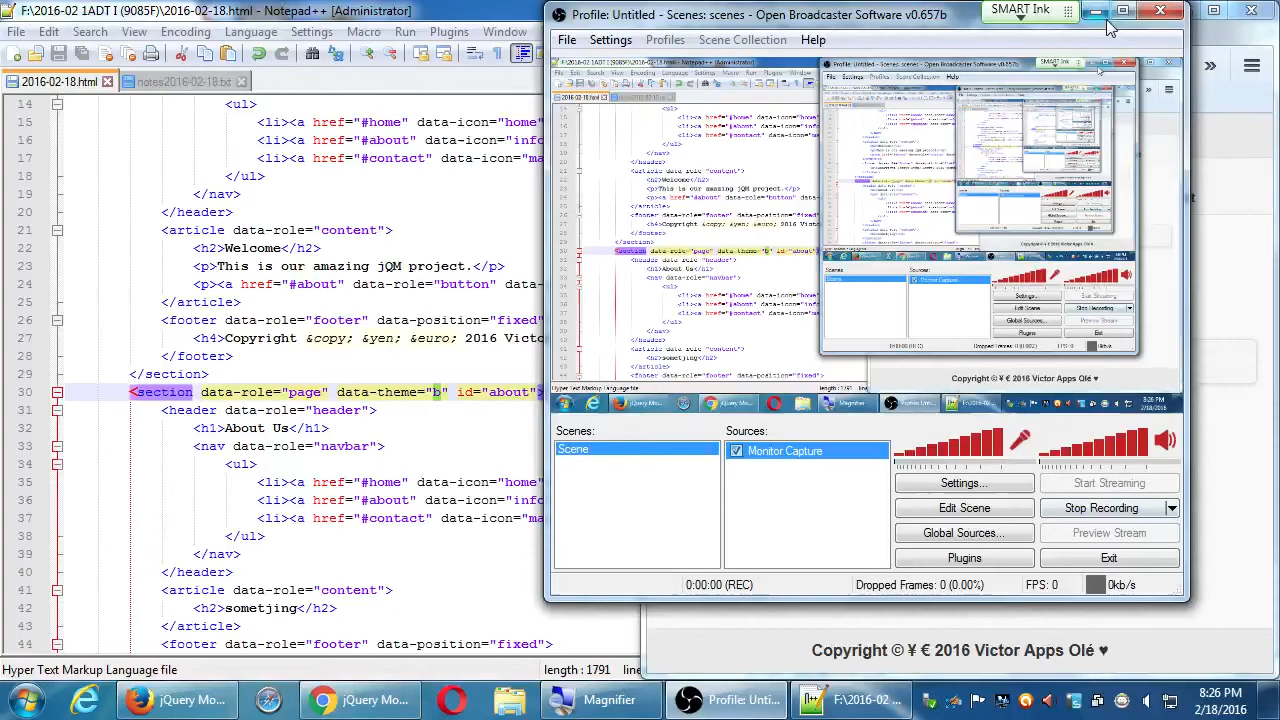 F:\2016-02 1ADT I (9085F)\2016-02-18.html - Notepad++ [Administrator]
File Edit Search View Encoding Language Settings Macro Run Plugins Window
2016-02-18.html notes2016-02-18.txt
14 <ul>
15 <li><a href="#home" data-icon="home"
16 <li><a href="#about" data-icon="info
17 <li><a href="#contact" data-icon="ma
18 </ul>
19 </nav>
20 </header>
21 <article data-role="content">
22 <h2>Welcome</h2>
23 <p>This is our amazing jQM project.</p>
24 <p><a href="#about" data-role="button" data-
25 </article>
26 <footer data-role="footer" data-position="fixed"
27 <h4>Copyright &copy; &yen; &euro; 2016 Victo
28 </footer>
29 </section>
30 <section data-role="page" data-theme="b" id="about">
31 <header data-role="header">
32 <h1>About Us</h1>
33 <nav data-role="navbar">
34 <ul>
35 <li><a href="#home" data-icon="home"
36 <li><a href="#about" data-icon="info
37 <li><a href="#contact" data-icon="ma
38 </ul>
39 </nav>
40 </header>
41 <article data-role="content">
42 <h2>sometjing</h2>
43 </article>
44 <footer data-role="footer" data-position="fixed">
Hyper Text Markup Language file length : 1791 line
Profile: Untitled - Scenes: scenes - Open Broadcaster Software v0.657b
SMART Ink
File Settings Profiles Scene Collection Help
Copyright © ¥ € 2016 Victor Apps Olé ♥
Scenes:
Scene
Sources:
Monitor Capture
Settings... Start Streaming
Edit Scene Stop Recording
Global Sources... Preview Stream
Plugins Exit
0:00:00 (REC) Dropped Frames: 0 (0.00%) FPS: 0 0kb/s
Copyright © ¥ € 2016 Victor Apps Olé ♥
jQuery Mo... jQuery Mo... Magnifier Profile: Unti... F:\2016-02 ...
8:26 PM
2/18/2016